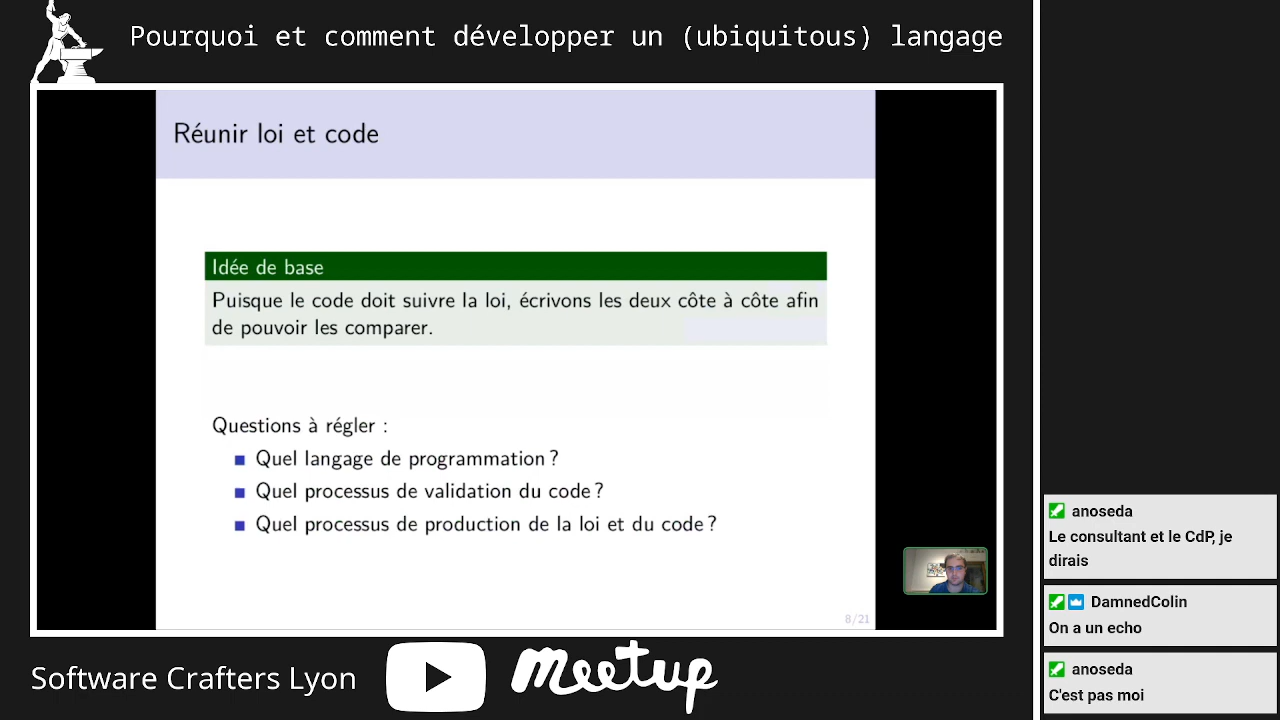 Pourquoi et comment développer un (ubiquitous) langage
Réunir loi et code
Idée de base
Puisque le code doit suivre la loi, écrivons les deux côte à côte afin
de pouvoir les comparer.
Questions à régler :
Quel langage de programmation ?
Quel processus de validation du code ?
Quel processus de production de la loi et du code ?
8/21
Software Crafters Lyon
meetup
anoseda
Le consultant et le CdP, je
dirais
DamnedColin
On a un echo
anoseda
C'est pas moi